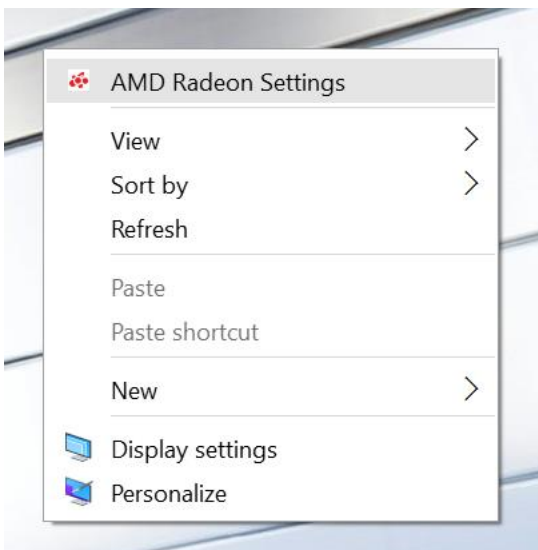 AMD Radeon Settings
View
Sort by
Refresh
Paste
Paste shortcut
New
Display settings
Personalize